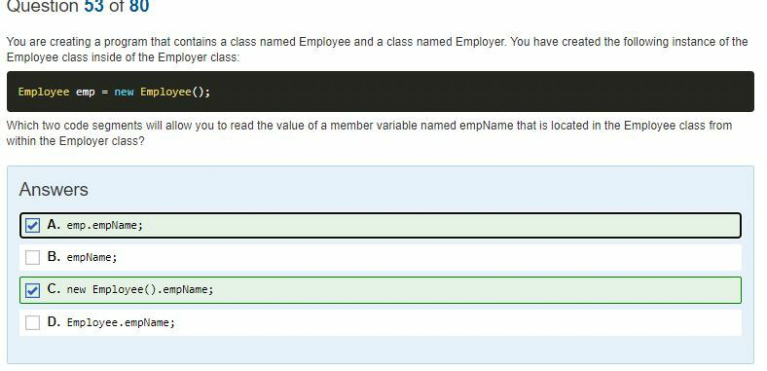 Question 53 of 80
You are creating a program that contains a class named Employee and a class named Employer. You have created the following instance of the
Employee class inside of the Employer class:
Employee emp = new Employee();
Which two code segments will allow you to read the value of a member variable named empName that is located in the Employee class from
within the Employer class?
Answers
A. emp.empName;
B. empName;
C. new Employee().empName;
D. Employee.empName;